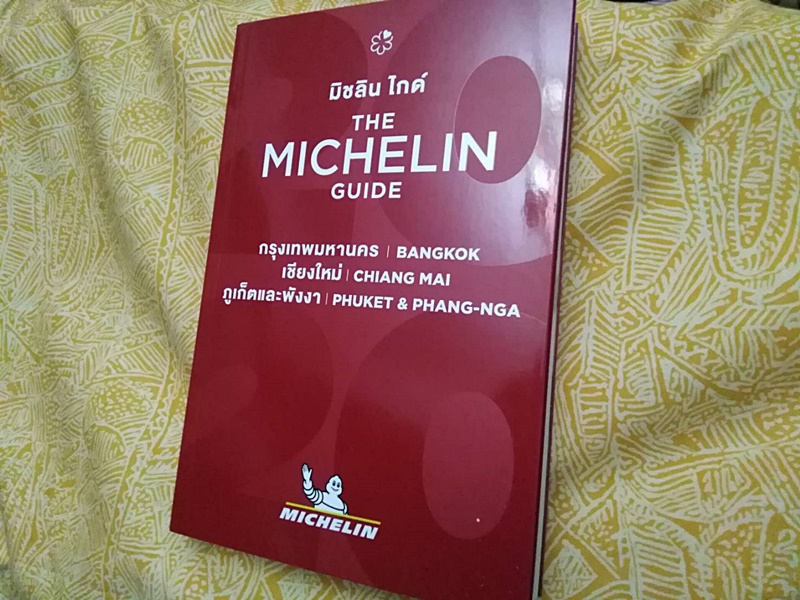 20
มิชลิน ไกด์
THE
MICHELIN
GUIDE
กรุงเทพมหานคร | BANGKOK
เชียงใหม่ | CHIANG MAI
ภูเก็ตและพังงา | PHUKET & PHANG-NGA
20
MICHELIN